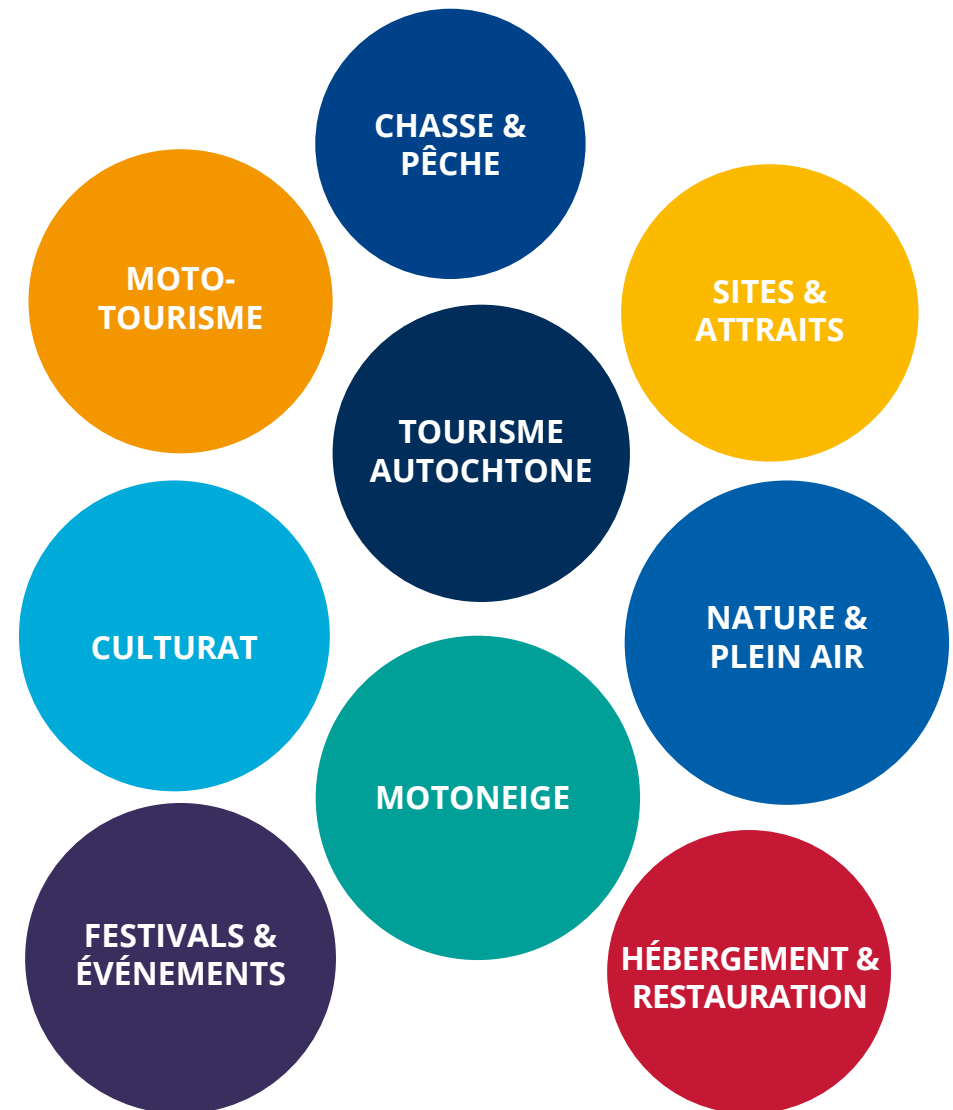 CHASSE &
PÊCHE
MOTO-
TOURISME
SITES &
ATTRAITS
TOURISME
AUTOCHTONE
CULTURAT
NATURE &
PLEIN AIR
MOTONEIGE
FESTIVALS &
ÉVÉNEMENTS
HÉBERGEMENT &
RESTAURATION